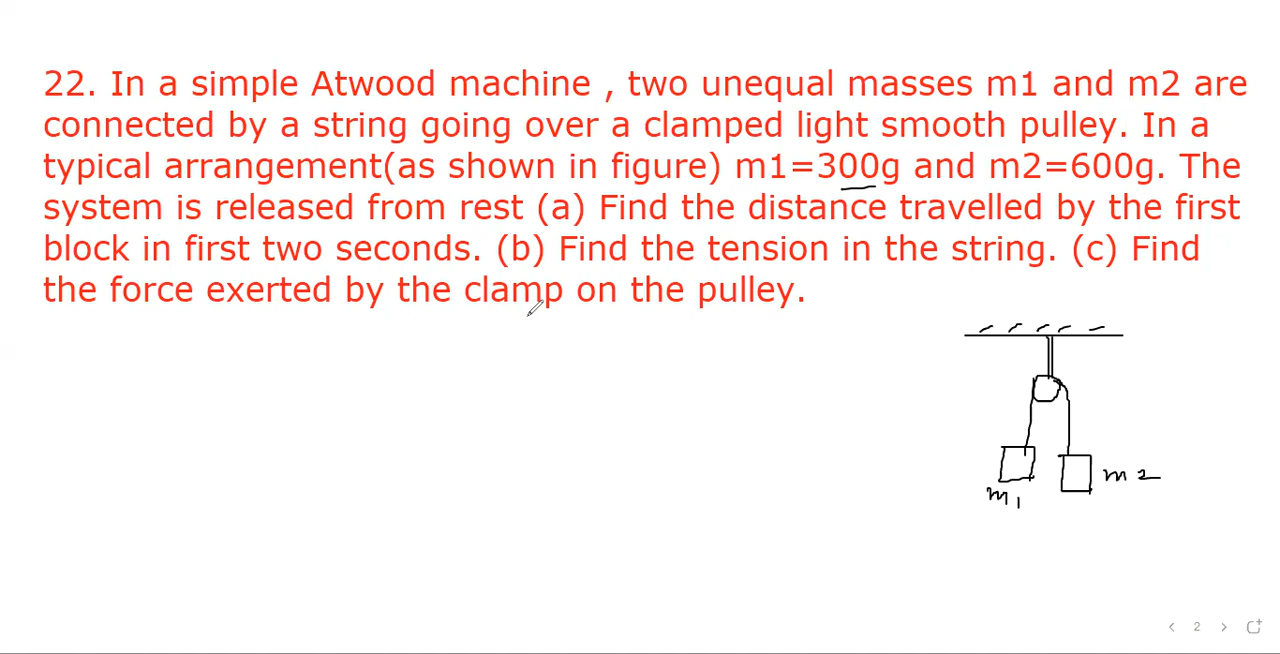 22. In a simple Atwood machine , two unequal masses m1 and m2 are
connected by a string going over a clamped light smooth pulley. In a
typical arrangement(as shown in figure) m1=300g and m2=600g. The
system is released from rest (a) Find the distance travelled by the first
block in first two seconds. (b) Find the tension in the string. (c) Find
the force exerted by the clamp on the pulley.
m2
m1
< 2 >